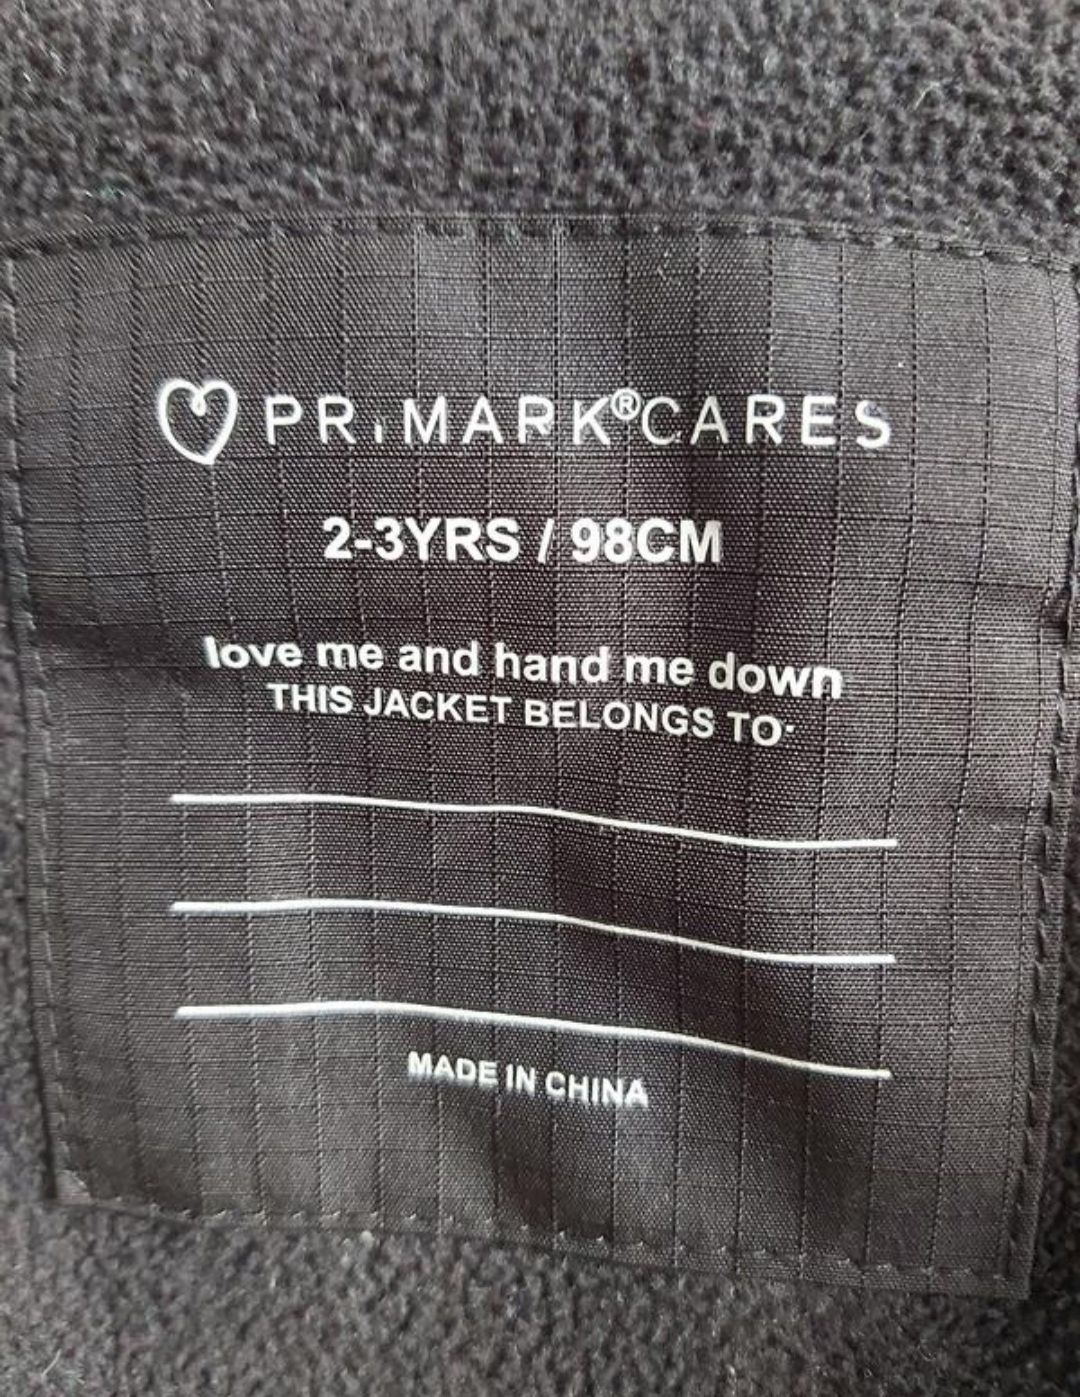 PRiMARK®CARES
2-3YRS / 98CM
love me and hand me down
THIS JACKET BELONGS TO-
MADE IN CHINA